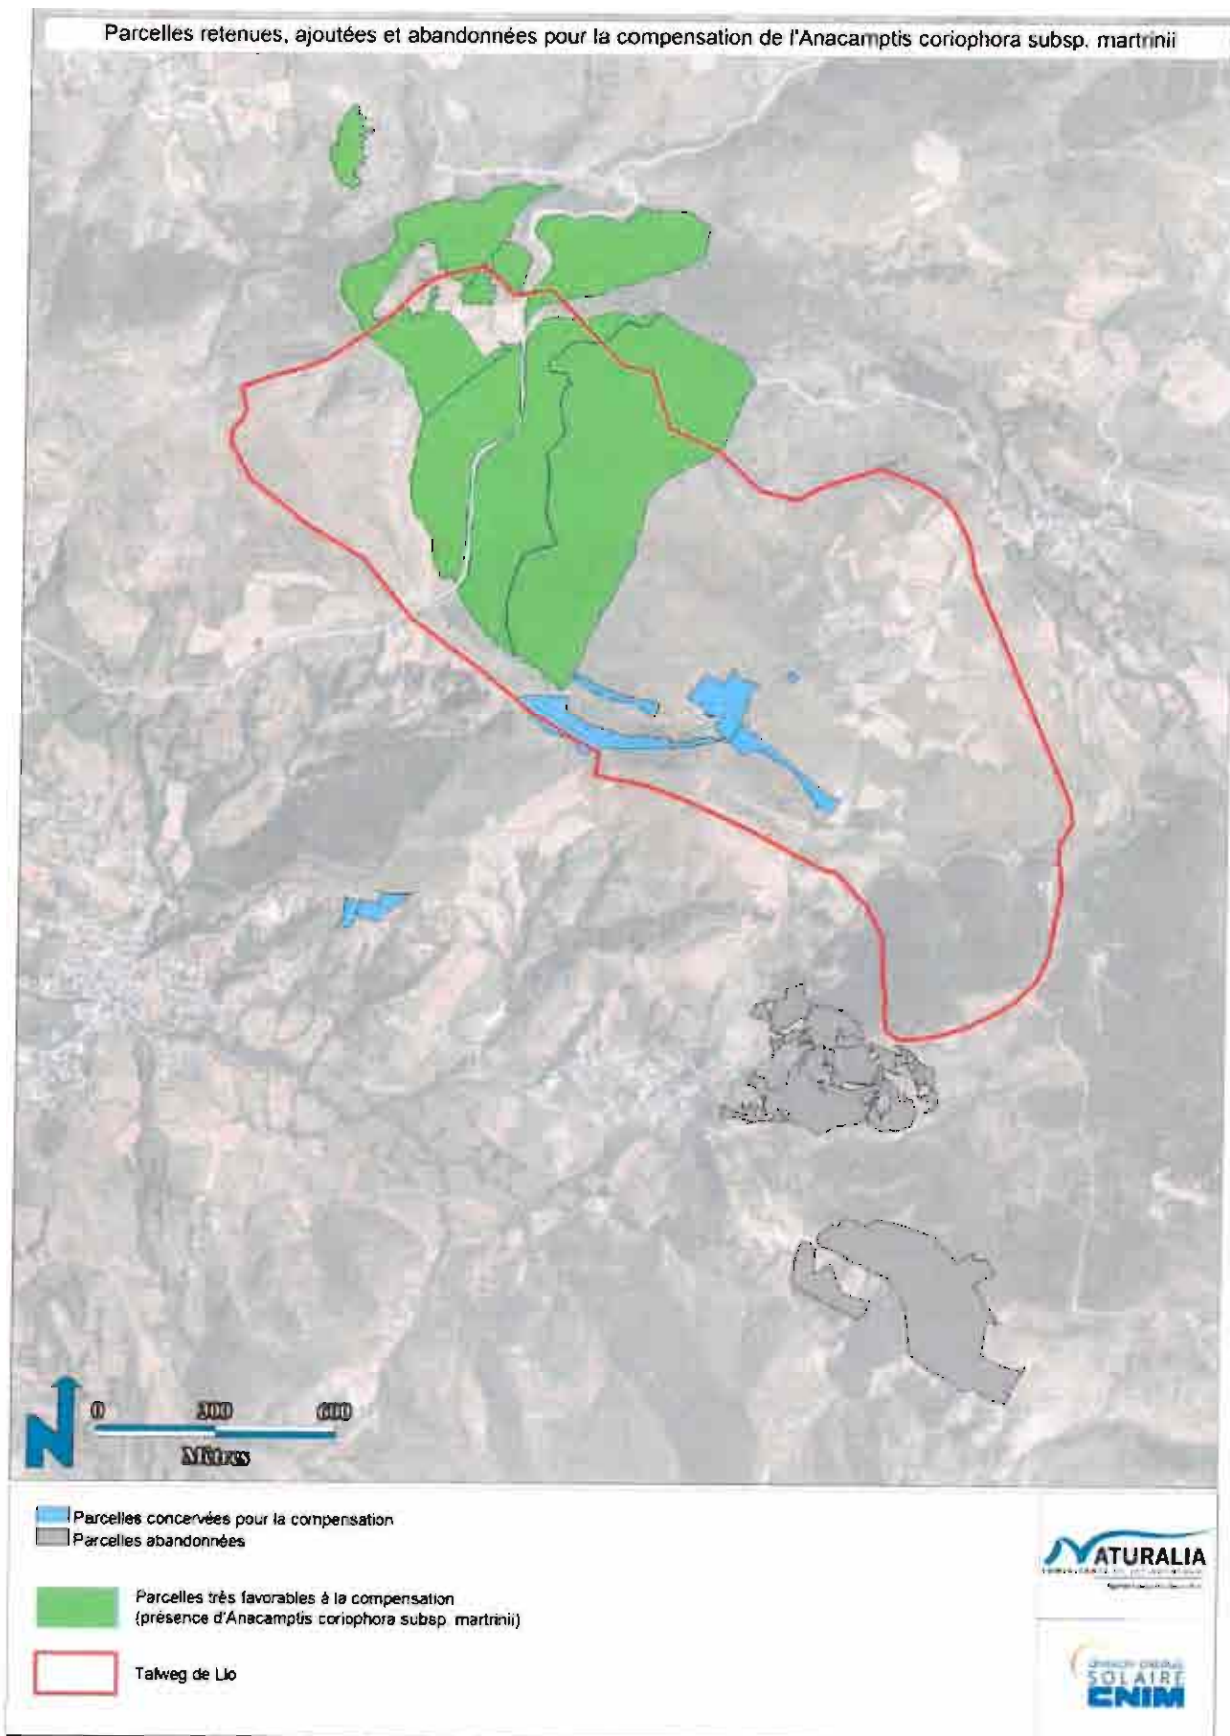 Parcelles retenues, ajoutées et abandonnées pour la compensation de l'Anacamptis coriophora subsp. martrinii
N
0 300 600
Mètres
Parcelles concervées pour la compensation
Parcelles abandonnées
Parcelles très favorables à la compensation
(présence d'Anacamptis coriophora subsp. martrinii)
Talweg de Llo
NATURALIA
SOLAIRE
CNIM